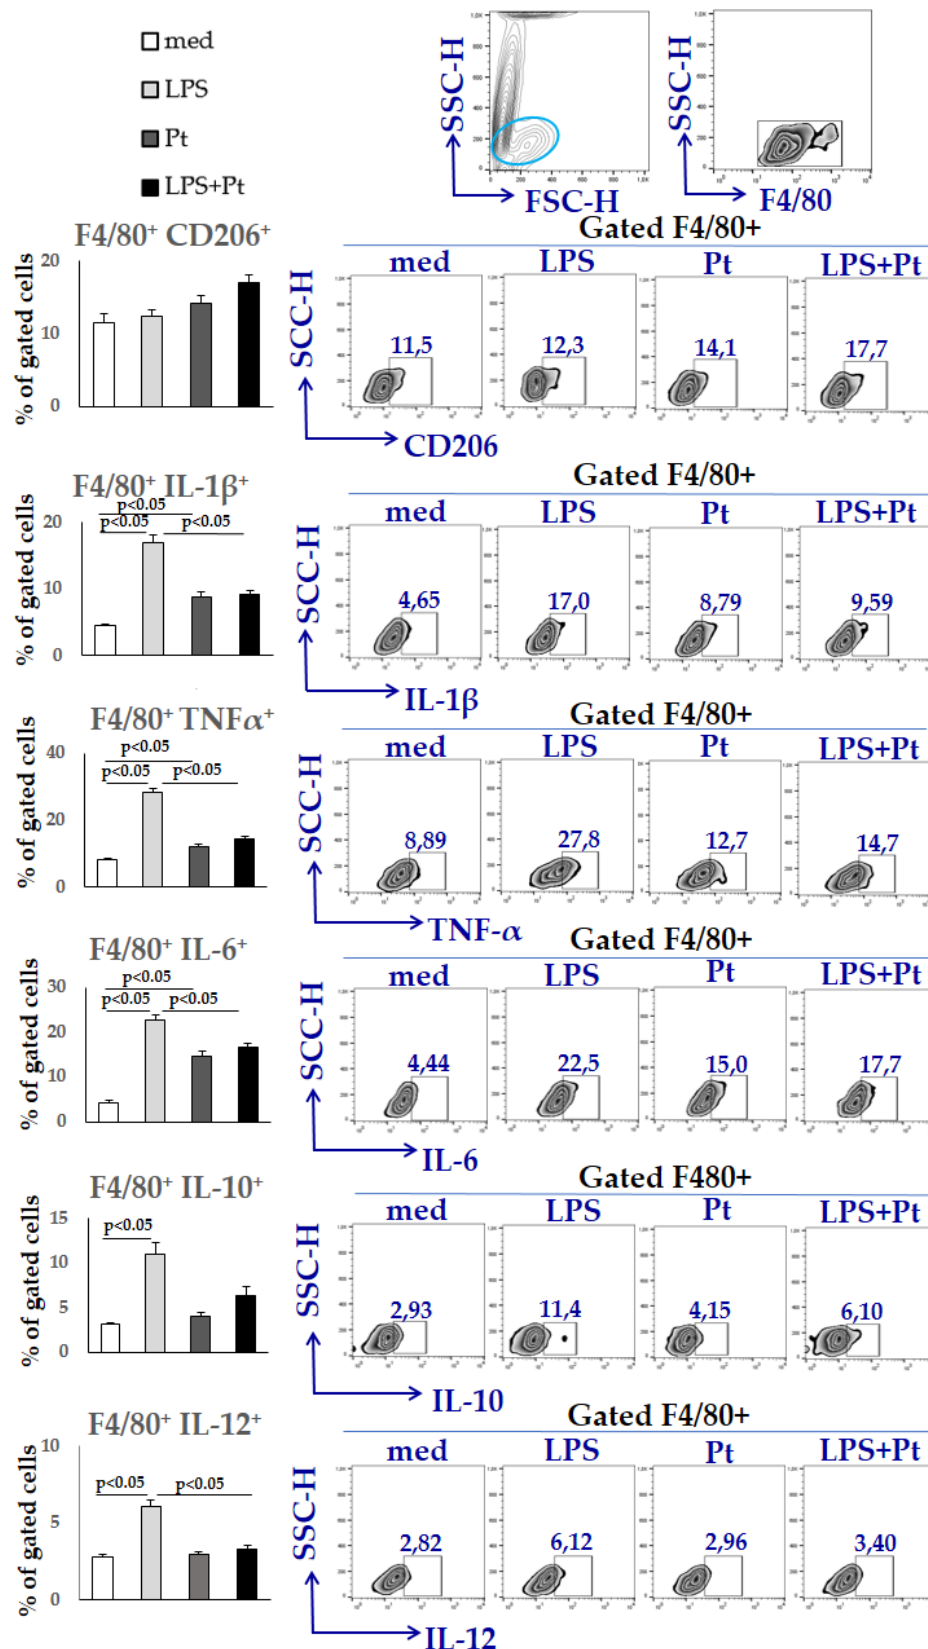 med
LPS
Pt
LPS+Pt
SSC-H
FSC-H
SSC-H
F4/80
F4/80⁺ CD206⁺
% of gated cells
20
10
0
Gated F4/80+
med LPS Pt LPS+Pt
SCC-H
11,5 12,3 14,1 17,7
CD206
F4/80⁺ IL-1β⁺
p<0.05
p<0.05 p<0.05
% of gated cells
20
10
0
Gated F4/80+
med LPS Pt LPS+Pt
SCC-H
4,65 17,0 8,79 9,59
IL-1β
F4/80⁺ TNFα⁺
p<0.05
p<0.05 p<0.05
% of gated cells
40
20
0
Gated F4/80+
med LPS Pt LPS+Pt
SCC-H
8,89 27,8 12,7 14,7
TNF-α
F4/80⁺ IL-6⁺
p<0.05
p<0.05 p<0.05
% of gated cells
30
20
10
0
Gated F4/80+
med LPS Pt LPS+Pt
SCC-H
4,44 22,5 15,0 17,7
IL-6
F4/80⁺ IL-10⁺
p<0.05
% of gated cells
15
10
5
0
Gated F480+
med LPS Pt LPS+Pt
SSC-H
2,93 11,4 4,15 6,10
IL-10
F4/80⁺ IL-12⁺
p<0.05 p<0.05
% of gated cells
10
5
0
Gated F4/80+
med LPS Pt LPS+Pt
SSC-H
2,82 6,12 2,96 3,40
IL-12